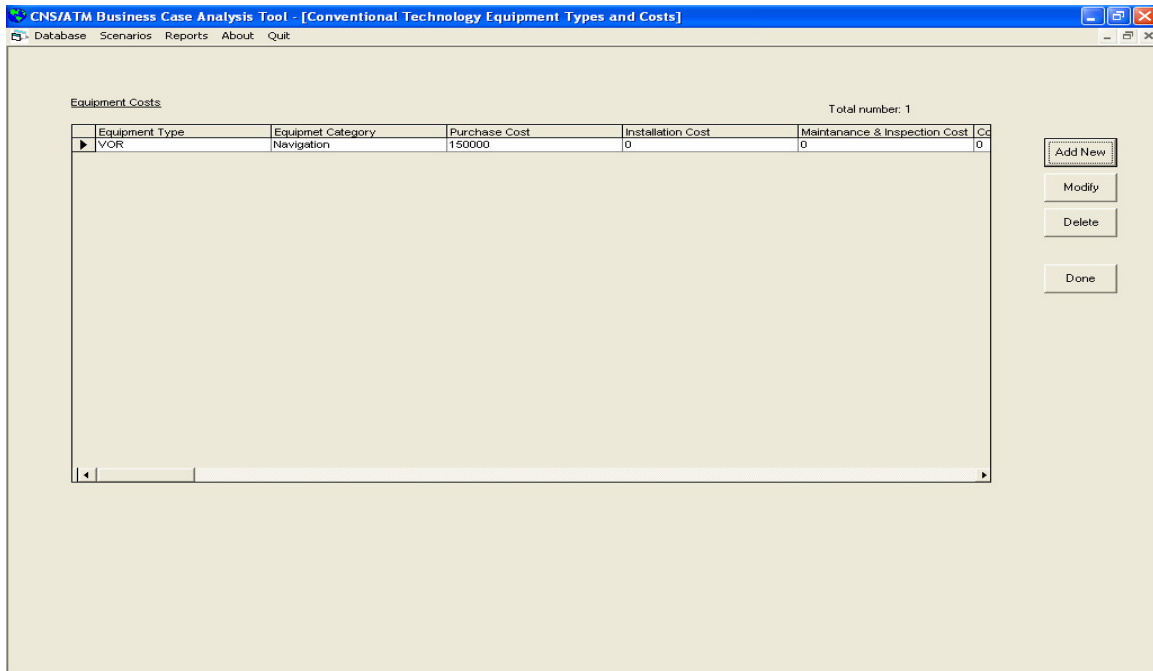 CNS/ATM Business Case Analysis Tool - [Conventional Technology Equipment Types and Costs]
Database Scenarios Reports About Quit
Equipment Costs
Total number: 1
Equipment Type Equipmet Category Purchase Cost Installation Cost Maintanance & Inspection Cost Co
VOR Navigation 150000 0 0 0
Add New
Modify
Delete
Done